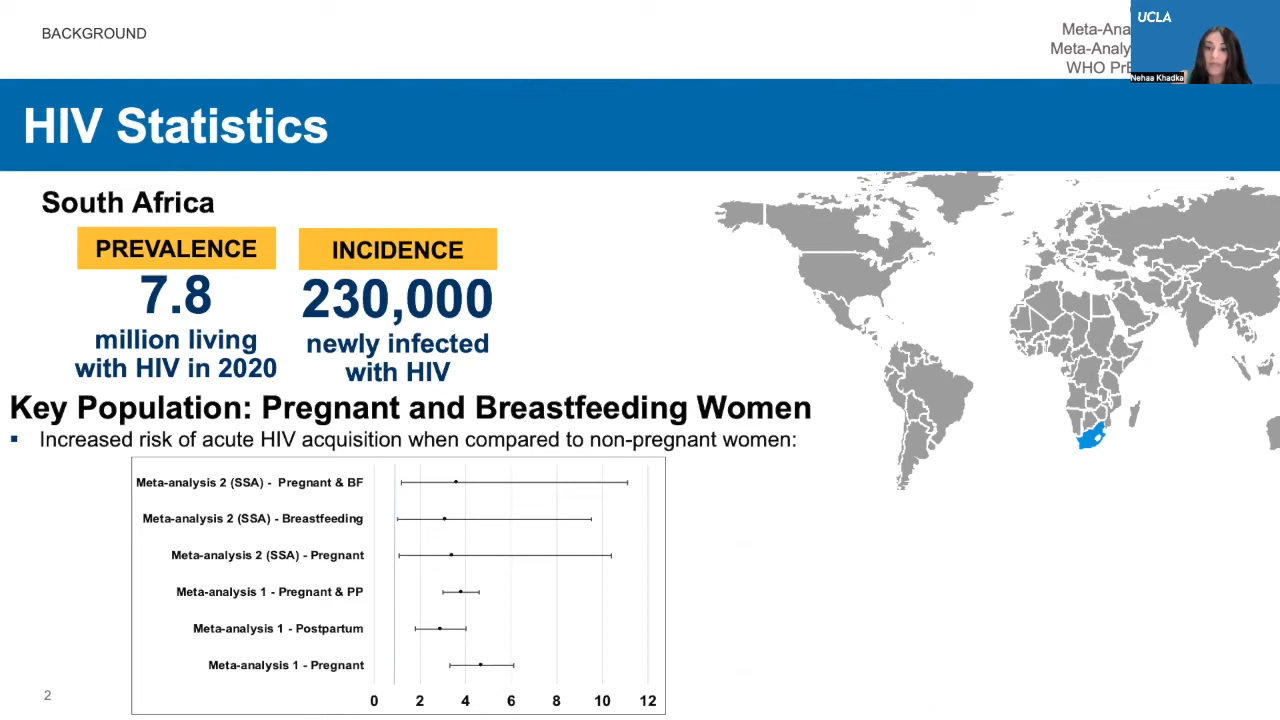 BACKGROUND
Meta-Ana
Meta-Analy
WHO PrE
UCLA
Nehaa Khadka
HIV Statistics
South Africa
PREVALENCE
7.8
million living
with HIV in 2020
INCIDENCE
230,000
newly infected
with HIV
Key Population: Pregnant and Breastfeeding Women
▪ Increased risk of acute HIV acquisition when compared to non-pregnant women:
Meta-analysis 2 (SSA) - Pregnant & BF
Meta-analysis 2 (SSA) - Breastfeeding
Meta-analysis 2 (SSA) - Pregnant
Meta-analysis 1 - Pregnant & PP
Meta-analysis 1 - Postpartum
Meta-analysis 1 - Pregnant
0 2 4 6 8 10 12
2